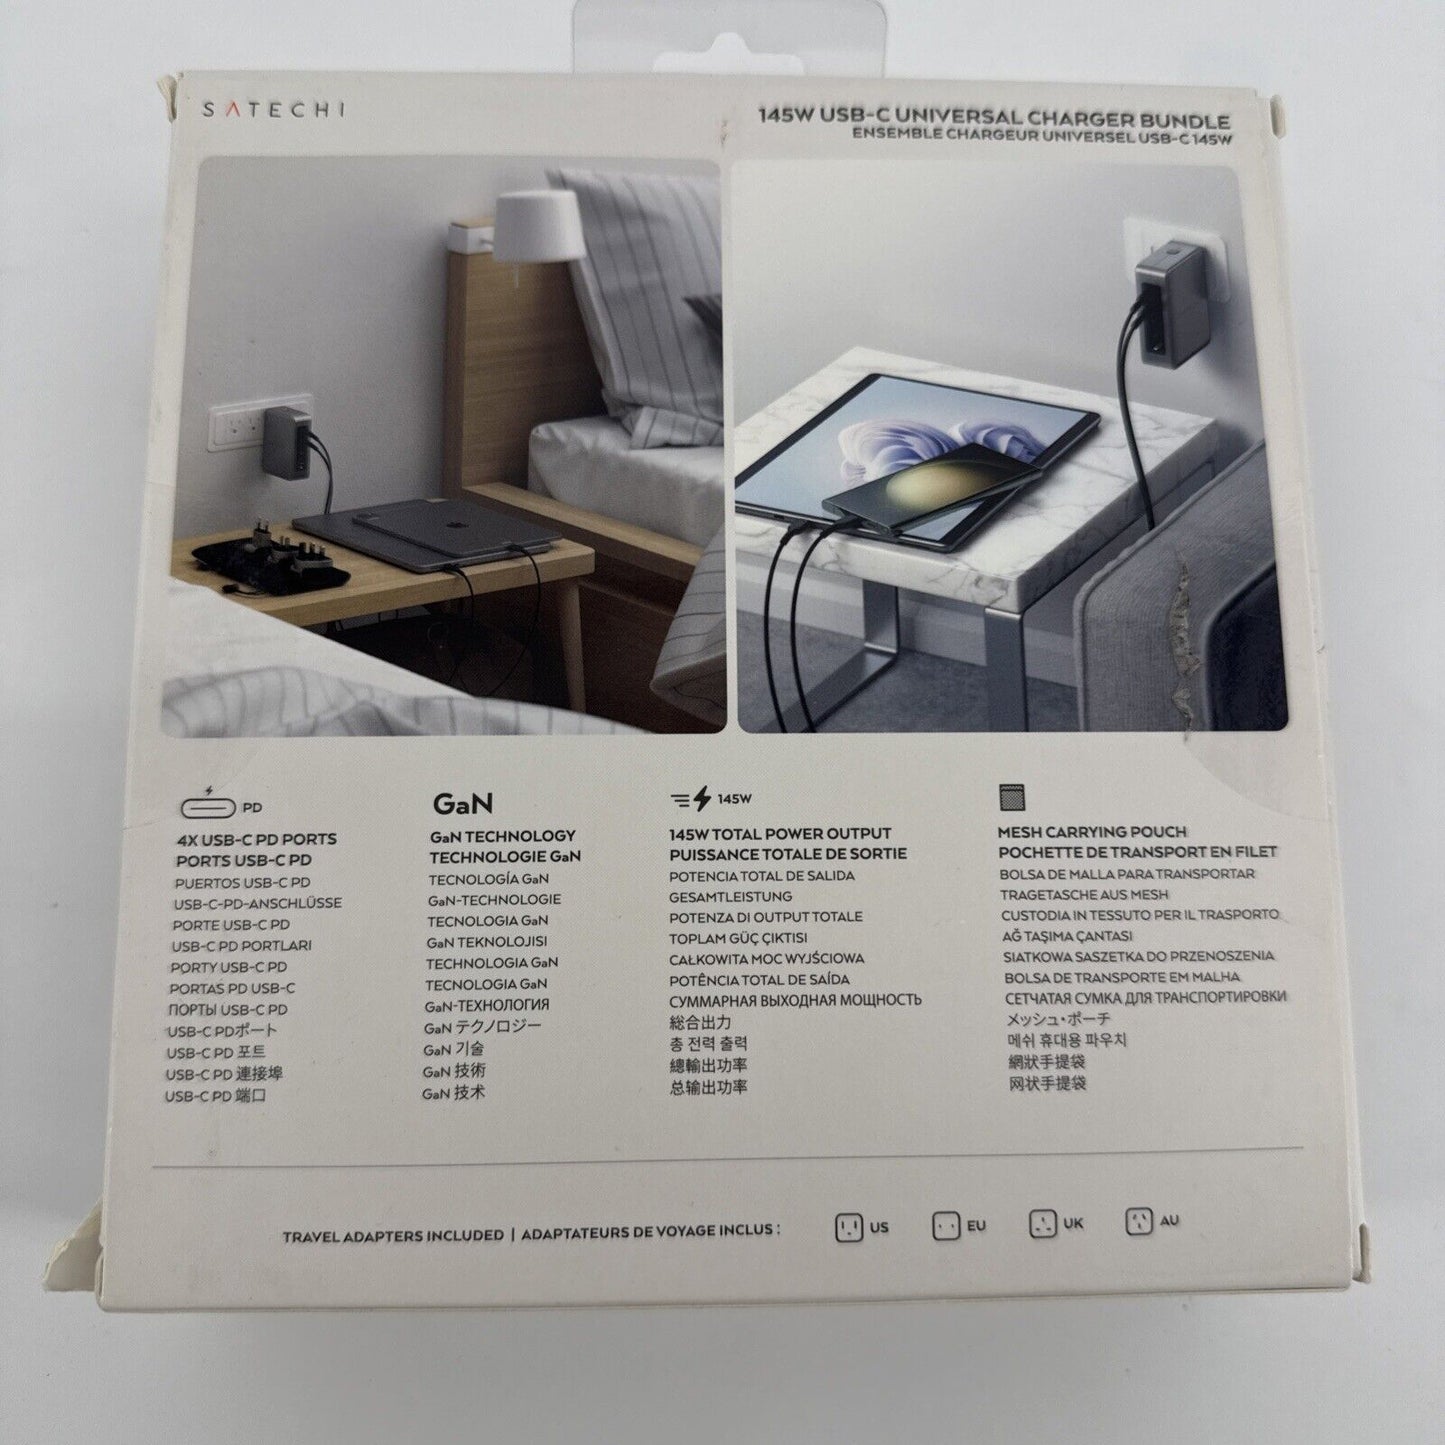 SATECHI
145W USB-C UNIVERSAL CHARGER BUNDLE
ENSEMBLE CHARGEUR UNIVERSEL USB-C 145W
PD
4X USB-C PD PORTS
PORTS USB-C PD
PUERTOS USB-C PD
USB-C-PD-ANSCHLÜSSE
PORTE USB-C PD
USB-C PD PORTLARI
PORTY USB-C PD
PORTAS PD USB-C
ПОРТЫ USB-C PD
USB-C PDポート
USB-C PD 포트
USB-C PD 連接埠
USB-C PD 端口
GaN
GaN TECHNOLOGY
TECHNOLOGIE GaN
TECNOLOGÍA GaN
GaN-TECHNOLOGIE
TECNOLOGIA GaN
GaN TEKNOLOJISI
TECHNOLOGIA GaN
TECNOLOGIA GaN
GaN-ТЕХНОЛОГИЯ
GaN テクノロジー
GaN 기술
GaN 技術
GaN 技术
145W
145W TOTAL POWER OUTPUT
PUISSANCE TOTALE DE SORTIE
POTENCIA TOTAL DE SALIDA
GESAMTLEISTUNG
POTENZA DI OUTPUT TOTALE
TOPLAM GÜÇ ÇIKTISI
CAŁKOWITA MOC WYJŚCIOWA
POTÊNCIA TOTAL DE SAÍDA
СУММАРНАЯ ВЫХОДНАЯ МОЩНОСТЬ
総合出力
총 전력 출력
總輸出功率
总输出功率
MESH CARRYING POUCH
POCHETTE DE TRANSPORT EN FILET
BOLSA DE MALLA PARA TRANSPORTAR
TRAGETASCHE AUS MESH
CUSTODIA IN TESSUTO PER IL TRASPORTO
AĞ TAŞIMA ÇANTASI
SIATKOWA SASZETKA DO PRZENOSZENIA
BOLSA DE TRANSPORTE EM MALHA
СЕТЧАТАЯ СУМКА ДЛЯ ТРАНСПОРТИРОВКИ
メッシュ・ポーチ
메쉬 휴대용 파우치
網狀手提袋
网状手提袋
TRAVEL ADAPTERS INCLUDED | ADAPTATEURS DE VOYAGE INCLUS : US EU UK AU